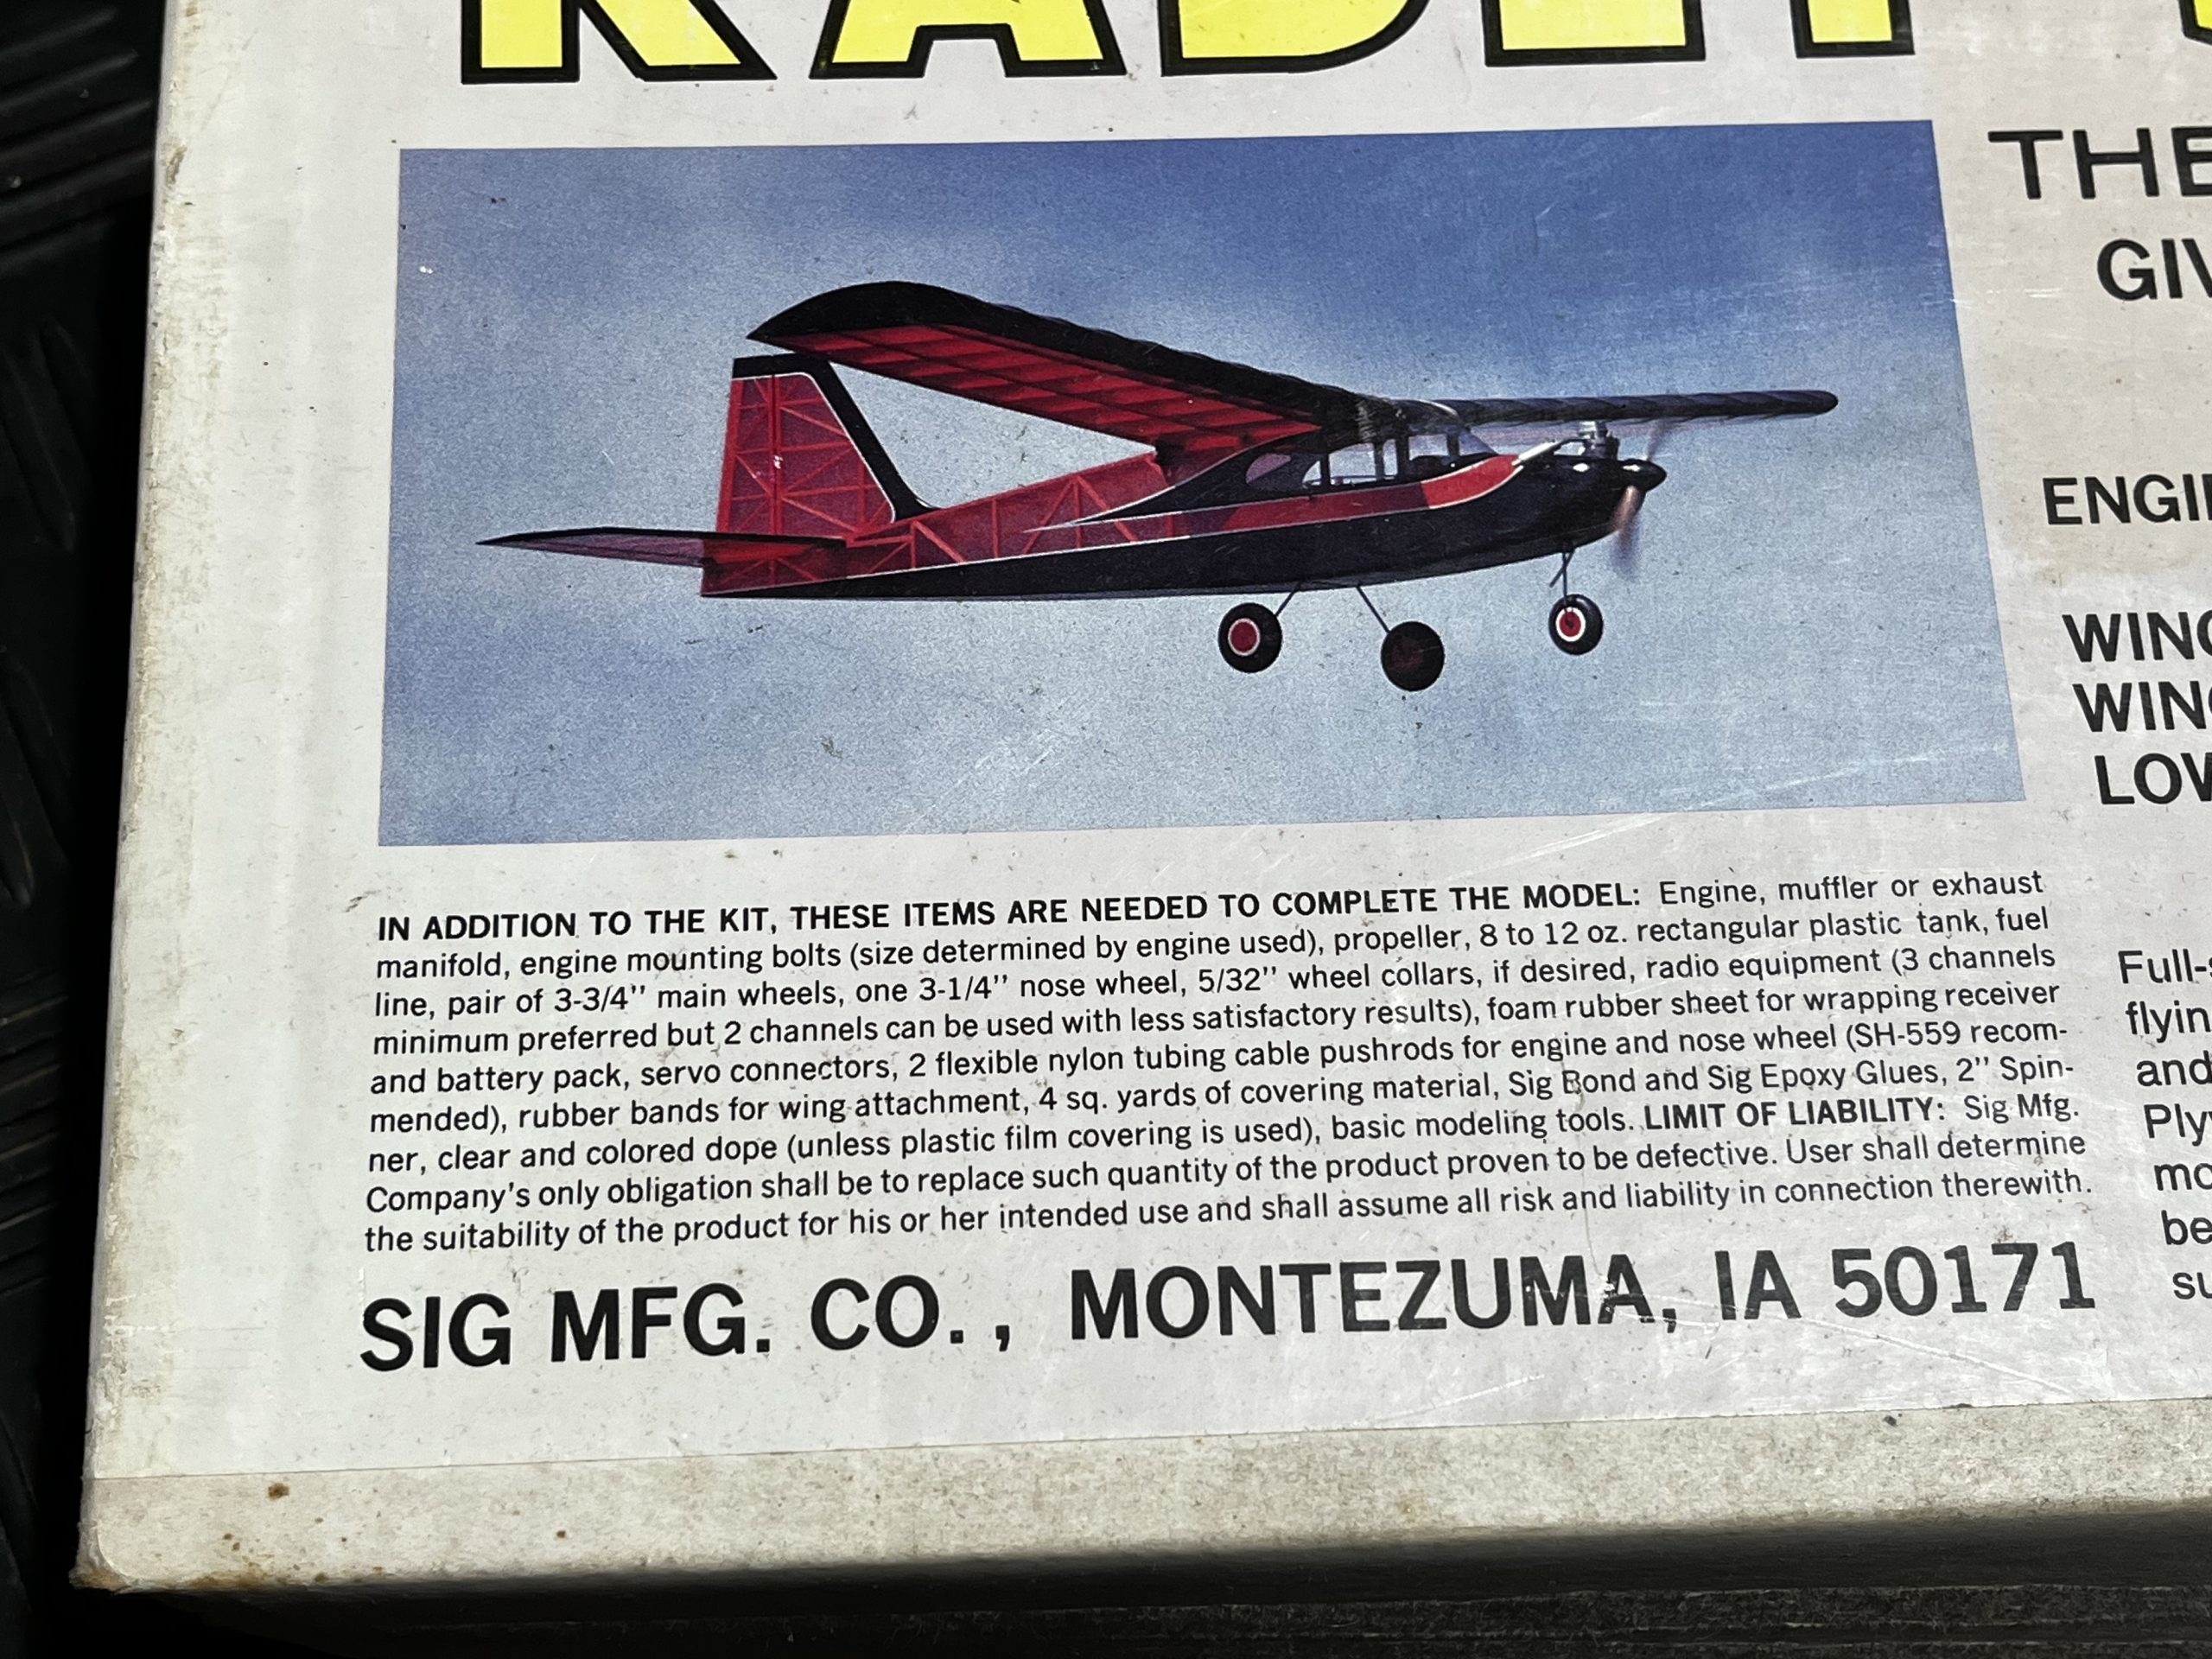 KADET
THE
ENGI
IN ADDITION TO THE KIT, THESE ITEMS ARE NEEDED TO COMPLETE THE MODEL: Engine, muffler or exhaust
manifold, engine mounting bolts (size determined by engine used), propeller, 8 to 12 oz. rectangular plastic tank, fuel
line, pair of 3-3/4" main wheels, one 3-1/4" nose wheel, 5/32" wheel collars, if desired, radio equipment (3 channels
minimum preferred but 2 channels can be used with less satisfactory results), foam rubber sheet for wrapping receiver
and battery pack, servo connectors, 2 flexible nylon tubing cable pushrods for engine and nose wheel (SH-559 recom-
mended), rubber bands for wing attachment, 4 sq. yards of covering material, Sig Bond and Sig Epoxy Glues, 2" Spin-
ner, clear and colored dope (unless plastic film covering is used), basic modeling tools. LIMIT OF LIABILITY: Sig Mfg.
Company's only obligation shall be to replace such quantity of the product proven to be defective. User shall determine
the suitability of the product for his or her intended use and shall assume all risk and liability in connection therewith.
SIG MFG. CO., MONTEZUMA, IA 50171
Full-
flyin
and
be
su